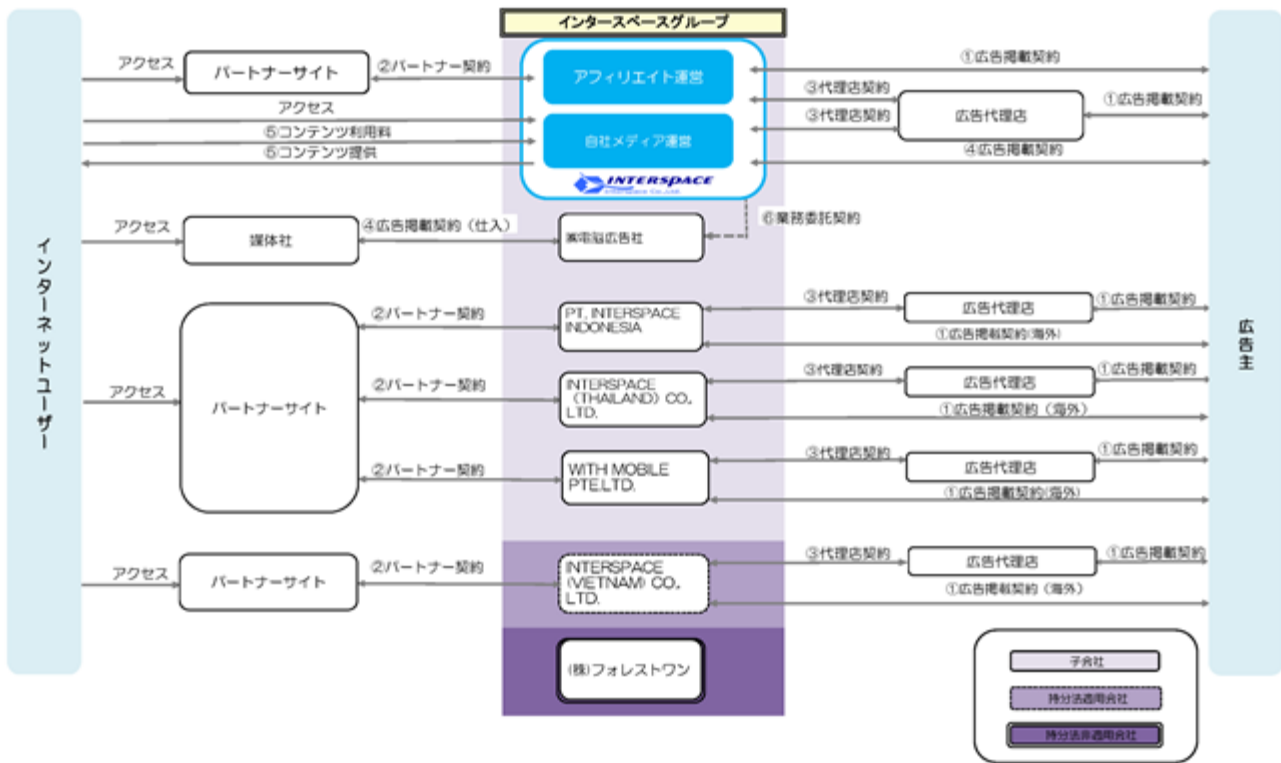 インタースペースグループ
インターネットユーザー
広告主
アクセス
パートナーサイト
②パートナー契約
アフィリエイト運営
①広告掲載契約
③代理店契約
広告代理店
①広告掲載契約
アクセス
③代理店契約
⑤コンテンツ利用料
自社メディア運営
⑤コンテンツ提供
④広告掲載契約
INTERSPACE
Interspace Co.,Ltd.
⑥業務委託契約
アクセス
媒体社
④広告掲載契約（仕入）
㈱電脳広告社
アクセス
パートナーサイト
②パートナー契約
PT. INTERSPACE
INDONESIA
③代理店契約
広告代理店
①広告掲載契約
①広告掲載契約(海外)
②パートナー契約
INTERSPACE
（THAILAND）CO.,
LTD.
③代理店契約
広告代理店
①広告掲載契約
①広告掲載契約（海外）
②パートナー契約
WITH MOBILE
PTE.LTD.
③代理店契約
広告代理店
①広告掲載契約
①広告掲載契約(海外)
アクセス
パートナーサイト
②パートナー契約
INTERSPACE
(VIETNAM) CO.,
LTD.
③代理店契約
広告代理店
①広告掲載契約
①広告掲載契約（海外）
(株)フォレストワン
子会社
持分法適用会社
持分法非適用会社